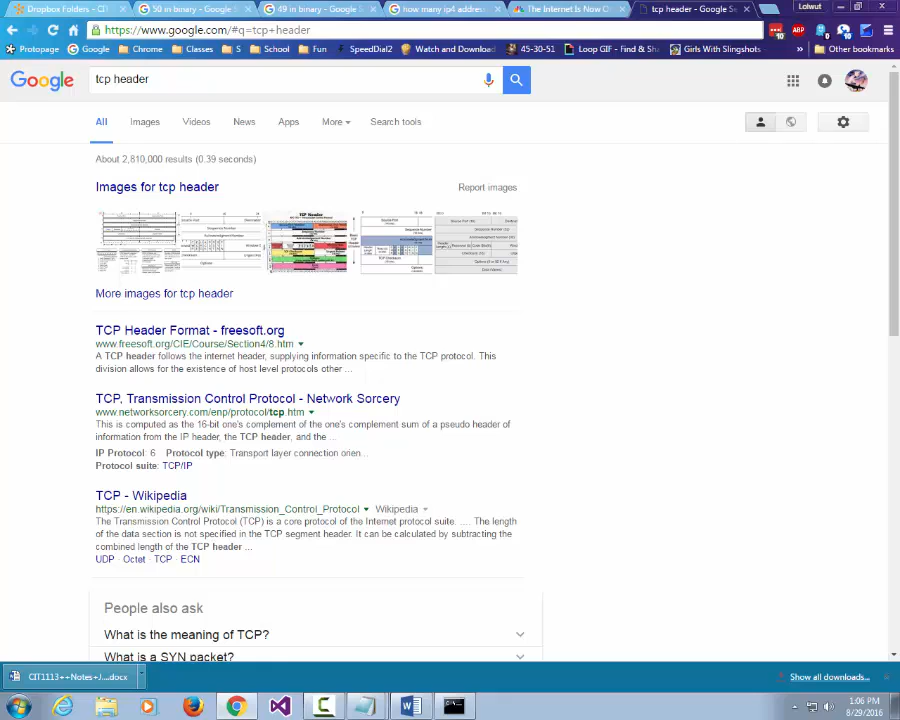 Dropbox Folders - CI
50 in binary - Google S
49 in binary - Google S
how many ip4 address
The Internet Is Now O
tcp header - Google Se
Lolwut
https://www.google.com/#q=tcp+header
Protopage
Google
Chrome
Classes
S
School
Fun
SpeedDial2
Watch and Download
45-30-51
Loop GIF - Find & Sha
Girls With Slingshots
»
Other bookmarks
Google
tcp header
All
Images
Videos
News
Apps
More
Search tools
About 2,810,000 results (0.39 seconds)
Images for tcp header
Report images
More images for tcp header
TCP Header Format - freesoft.org
www.freesoft.org/CIE/Course/Section4/8.htm
A TCP header follows the internet header, supplying information specific to the TCP protocol. This
division allows for the existence of host level protocols other ...
TCP, Transmission Control Protocol - Network Sorcery
www.networksorcery.com/enp/protocol/tcp.htm
This is computed as the 16-bit one's complement of the one's complement sum of a pseudo header of
information from the IP header, the TCP header, and the ...
IP Protocol: 6 Protocol type: Transport layer connection orien...
Protocol suite: TCP/IP
TCP - Wikipedia
https://en.wikipedia.org/wiki/Transmission_Control_Protocol
Wikipedia
The Transmission Control Protocol (TCP) is a core protocol of the Internet protocol suite. .... The length
of the data section is not specified in the TCP segment header. It can be calculated by subtracting the
combined length of the TCP header ...
UDP · Octet · TCP · ECN
People also ask
What is the meaning of TCP?
What is a SYN packet?
CIT1113++Notes+J....docx
Show all downloads...
1:06 PM
8/29/2016